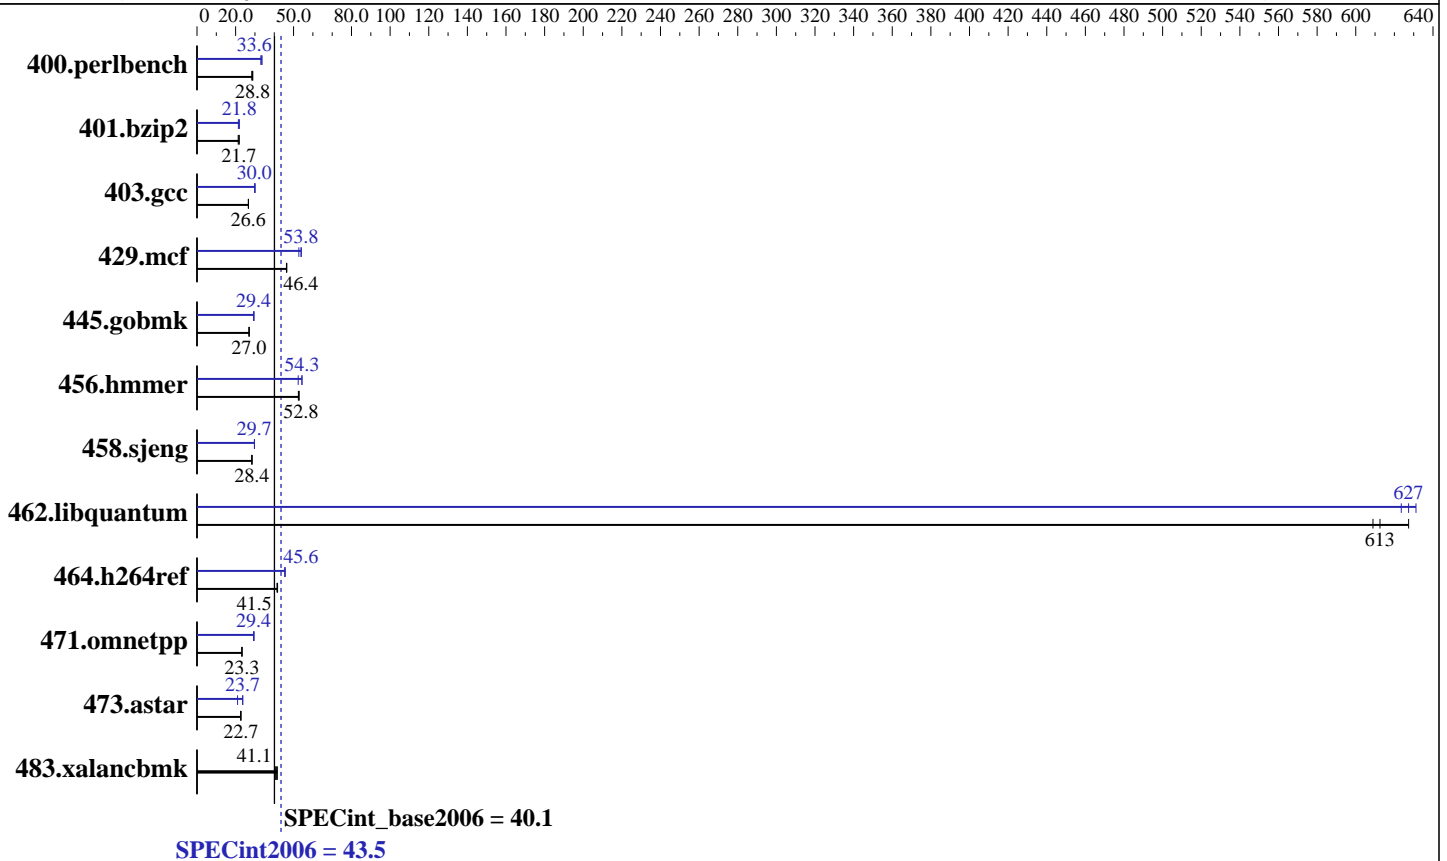 0 20.0 50.0 80.0 100 120 140 160 180 200 220 240 260 280 300 320 340 360 380 400 420 440 460 480 500 520 540 560 580 600 640
33.6
400.perlbench
28.8
21.8
401.bzip2
21.7
30.0
403.gcc
26.6
53.8
429.mcf
46.4
29.4
445.gobmk
27.0
54.3
456.hmmer
52.8
29.7
458.sjeng
28.4
627
462.libquantum
613
45.6
464.h264ref
41.5
29.4
471.omnetpp
23.3
23.7
473.astar
22.7
41.1
483.xalancbmk
SPECint_base2006 = 40.1
SPECint2006 = 43.5